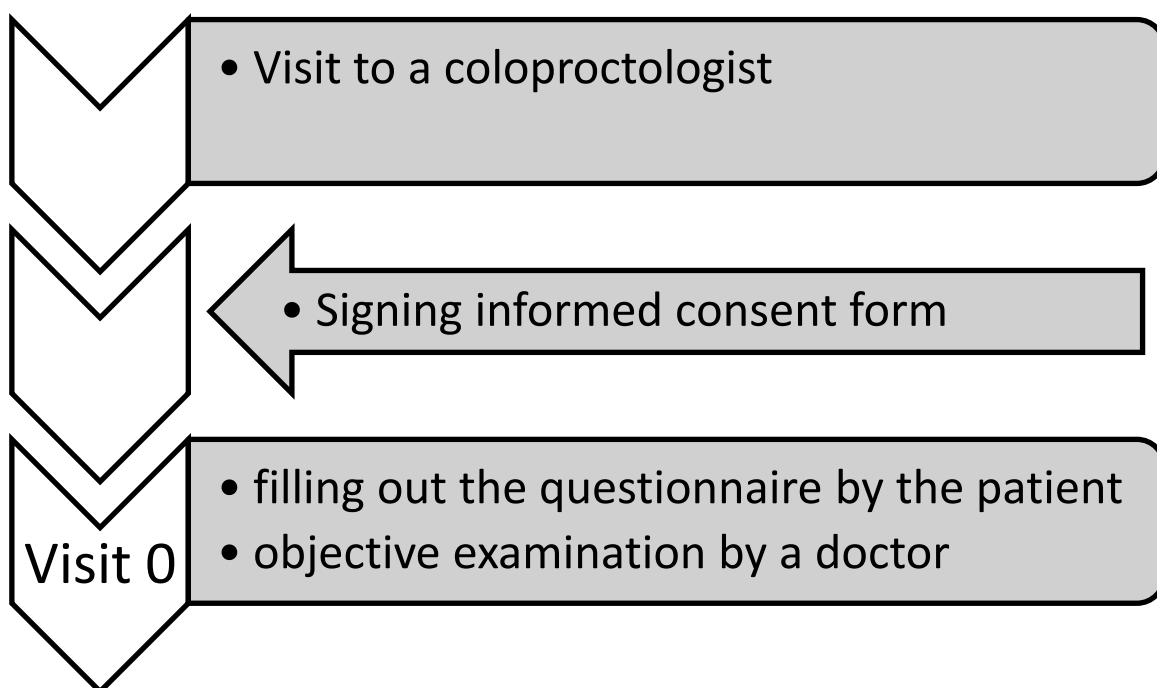 • Visit to a coloproctologist
• Signing informed consent form
Visit 0
• filling out the questionnaire by the patient
• objective examination by a doctor